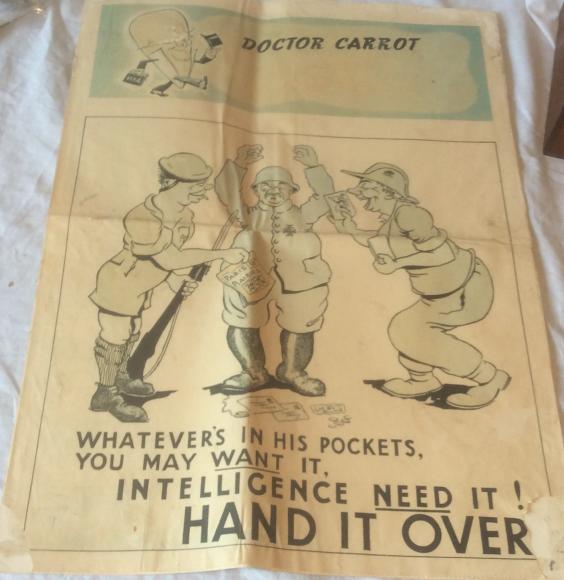 DOCTOR CARROT
WHATEVER'S IN HIS POCKETS,
YOU MAY WANT IT,
INTELLIGENCE NEED IT!
HAND IT OVER